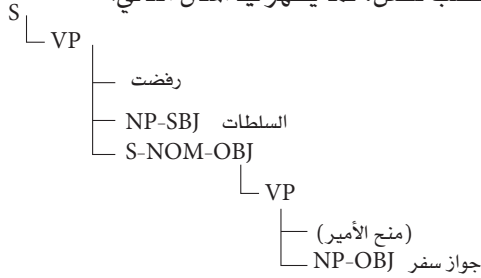 S
VP
رفضت
NP-SBJ السلطات
S-NOM-OBJ
VP
(منح الأمير)
NP-OBJ جواز سفر